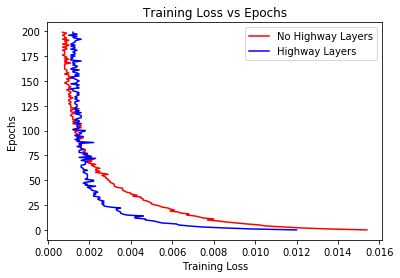 Training Loss vs Epochs
No Highway Layers
Highway Layers
200
175
150
125
100
75
50
25
0
Epochs
0.000 0.002 0.004 0.006 0.008 0.010 0.012 0.014 0.016
Training Loss